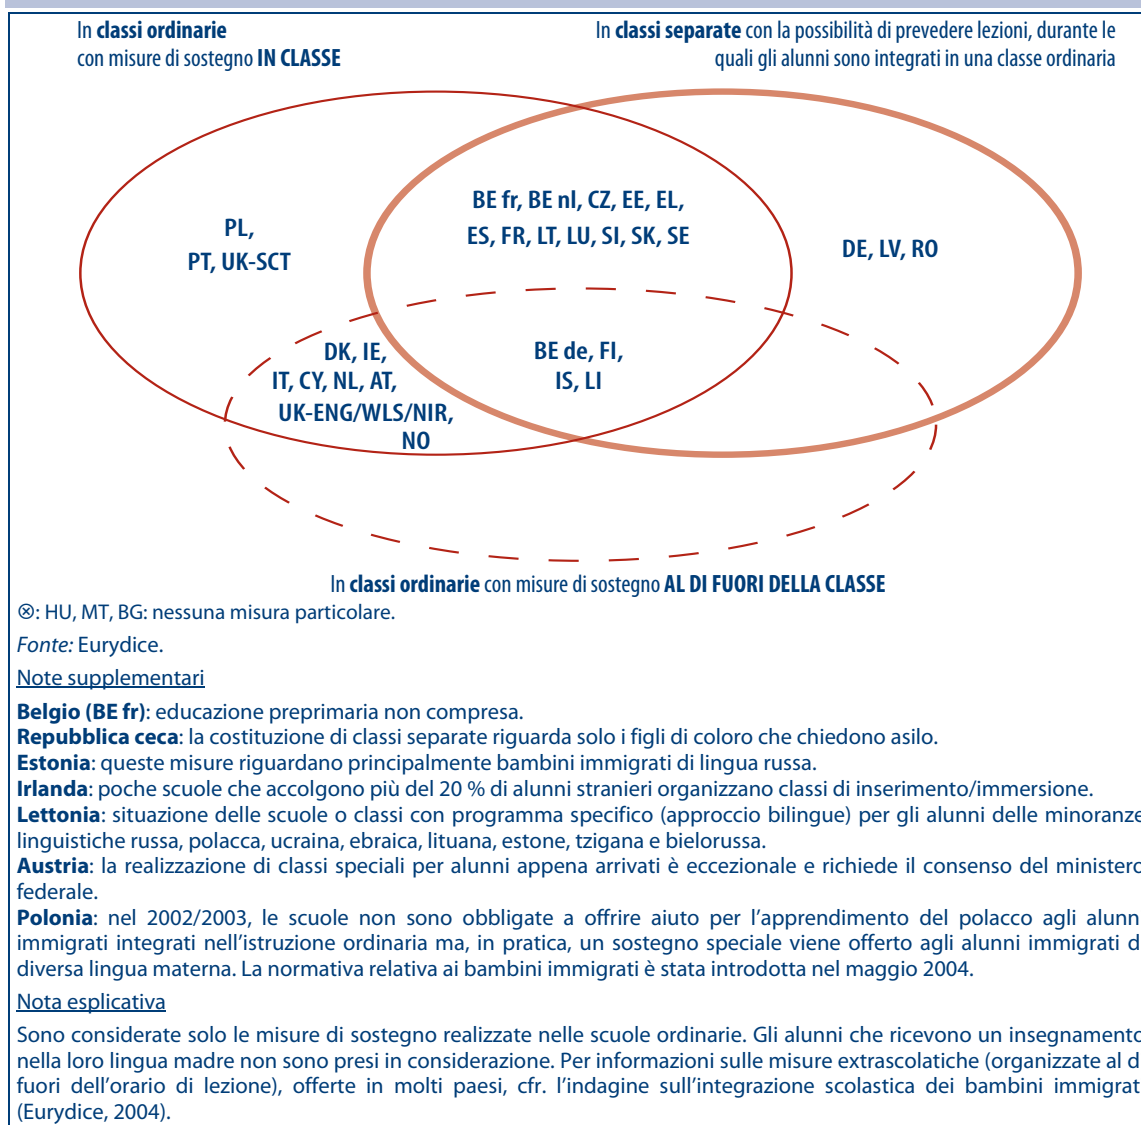 In classi ordinarie
con misure di sostegno IN CLASSE
In classi separate con la possibilità di prevedere lezioni, durante le
quali gli alunni sono integrati in una classe ordinaria
BE fr, BE nl, CZ, EE, EL,
ES, FR, LT, LU, SI, SK, SE
PL,
PT, UK-SCT
DE, LV, RO
DK, IE,
IT, CY, NL, AT,
UK-ENG/WLS/NIR,
NO
BE de, FI,
IS, LI
In classi ordinarie con misure di sostegno AL DI FUORI DELLA CLASSE
⊗: HU, MT, BG: nessuna misura particolare.
Fonte: Eurydice.
Note supplementari
Belgio (BE fr): educazione preprimaria non compresa.
Repubblica ceca: la costituzione di classi separate riguarda solo i figli di coloro che chiedono asilo.
Estonia: queste misure riguardano principalmente bambini immigrati di lingua russa.
Irlanda: poche scuole che accolgono più del 20 % di alunni stranieri organizzano classi di inserimento/immersione.
Lettonia: situazione delle scuole o classi con programma specifico (approccio bilingue) per gli alunni delle minoranze
linguistiche russa, polacca, ucraina, ebraica, lituana, estone, tzigana e bielorussa.
Austria: la realizzazione di classi speciali per alunni appena arrivati è eccezionale e richiede il consenso del ministero
federale.
Polonia: nel 2002/2003, le scuole non sono obbligate a offrire aiuto per l'apprendimento del polacco agli alunn
immigrati integrati nell'istruzione ordinaria ma, in pratica, un sostegno speciale viene offerto agli alunni immigrati d
diversa lingua materna. La normativa relativa ai bambini immigrati è stata introdotta nel maggio 2004.
Nota esplicativa
Sono considerate solo le misure di sostegno realizzate nelle scuole ordinarie. Gli alunni che ricevono un insegnamento
nella loro lingua madre non sono presi in considerazione. Per informazioni sulle misure extrascolatiche (organizzate al d
fuori dell'orario di lezione), offerte in molti paesi, cfr. l'indagine sull'integrazione scolastica dei bambini immigrat
(Eurydice, 2004).